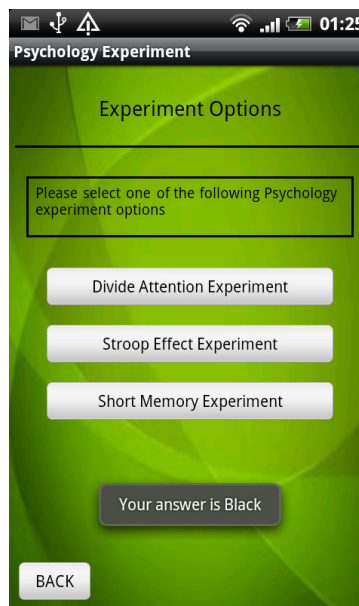 01:25
Psychology Experiment
Experiment Options
Please select one of the following Psychology
experiment options
Divide Attention Experiment
Stroop Effect Experiment
Short Memory Experiment
Your answer is Black
BACK